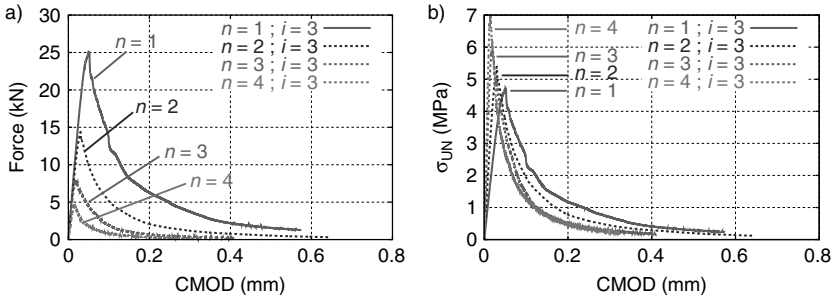 a)
Force (kN)
30
25
20
15
10
5
0
n = 1
n = 2
n = 3
n = 4
n = 1 ; i = 3
n = 2 ; i = 3
n = 3 ; i = 3
n = 4 ; i = 3
0 0.2 0.4 0.6 0.8
CMOD (mm)
b)
σUN (MPa)
7
6
5
4
3
2
1
0
n = 4
n = 3
n = 2
n = 1
n = 1 ; i = 3
n = 2 ; i = 3
n = 3 ; i = 3
n = 4 ; i = 3
0 0.2 0.4 0.6 0.8
CMOD (mm)